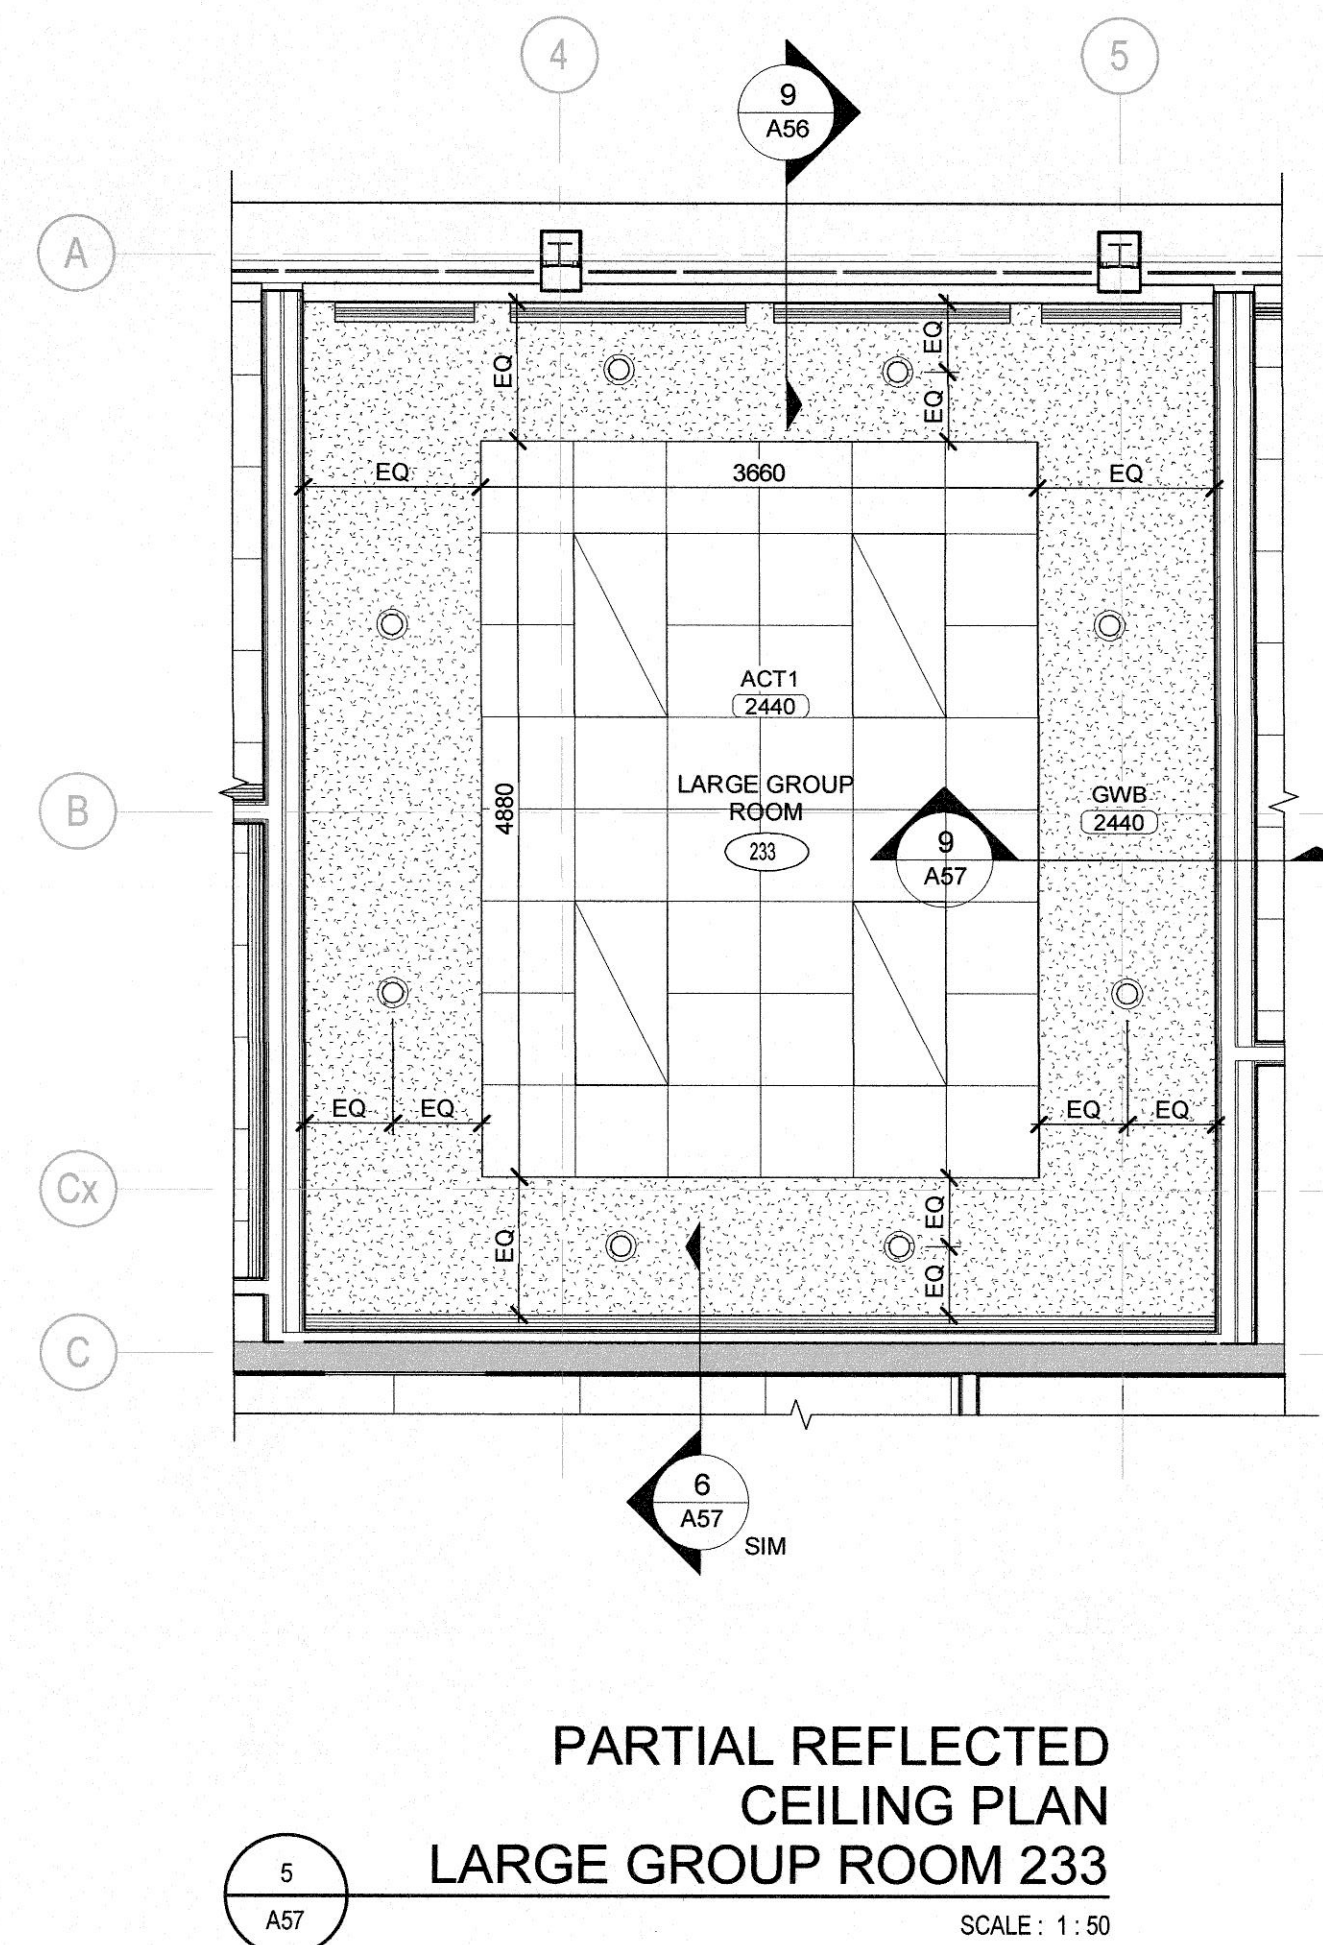 4
5
9
A56
A
EQ
EQ
EQ
EQ
3660
EQ
ACT1
2440
LARGE GROUP
ROOM
233
4880
B
GWB
2440
9
A57
EQ
EQ
EQ
EQ
Cx
EQ
EQ
EQ
C
6
A57
SIM
PARTIAL REFLECTED
CEILING PLAN
LARGE GROUP ROOM 233
5
A57
SCALE : 1 : 50